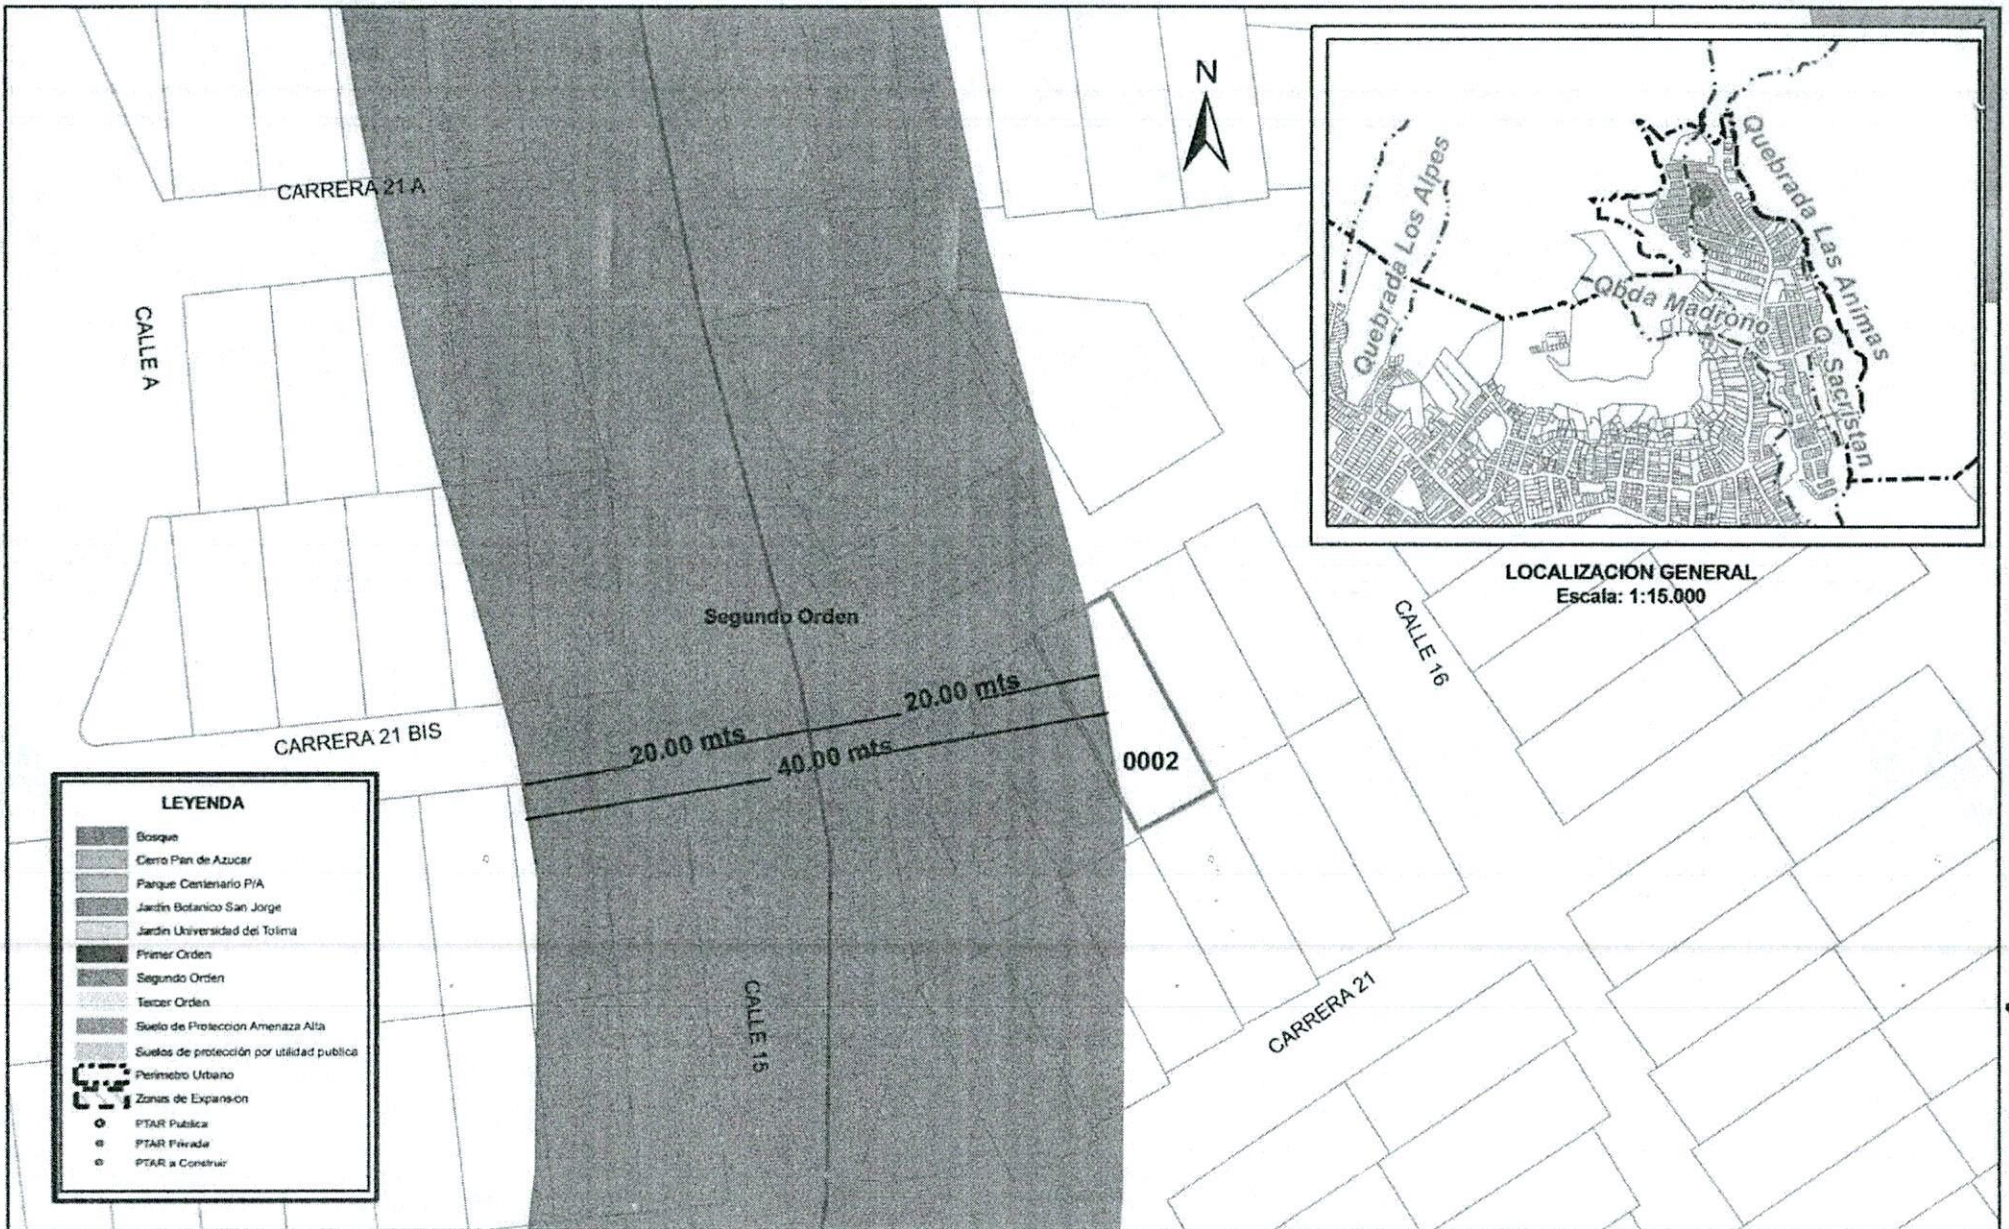 N
CARRERA 21 A
CALLE A
Quebrada Los Alpes
Quebrada Las Animas
Qbda Madrono
Q. Sacristan
LOCALIZACION GENERAL
Escala: 1:15.000
Segundo Orden
CALLE 16
20.00 mts
20.00 mts
40.00 mts
0002
CARRERA 21 BIS
CALLE 15
CARRERA 21
LEYENDA
Bosque
Cerro Pan de Azucar
Parque Centenario P/A
Jardin Botanico San Jorge
Jardin Universidad del Tolima
Primer Orden
Segundo Orden
Tercer Orden
Suelo de Proteccion Amenaza Alta
Suelos de protección por utilidad publica
Perimetro Urbano
Zonas de Expansion
PTAR Publica
PTAR Privada
PTAR a Construir